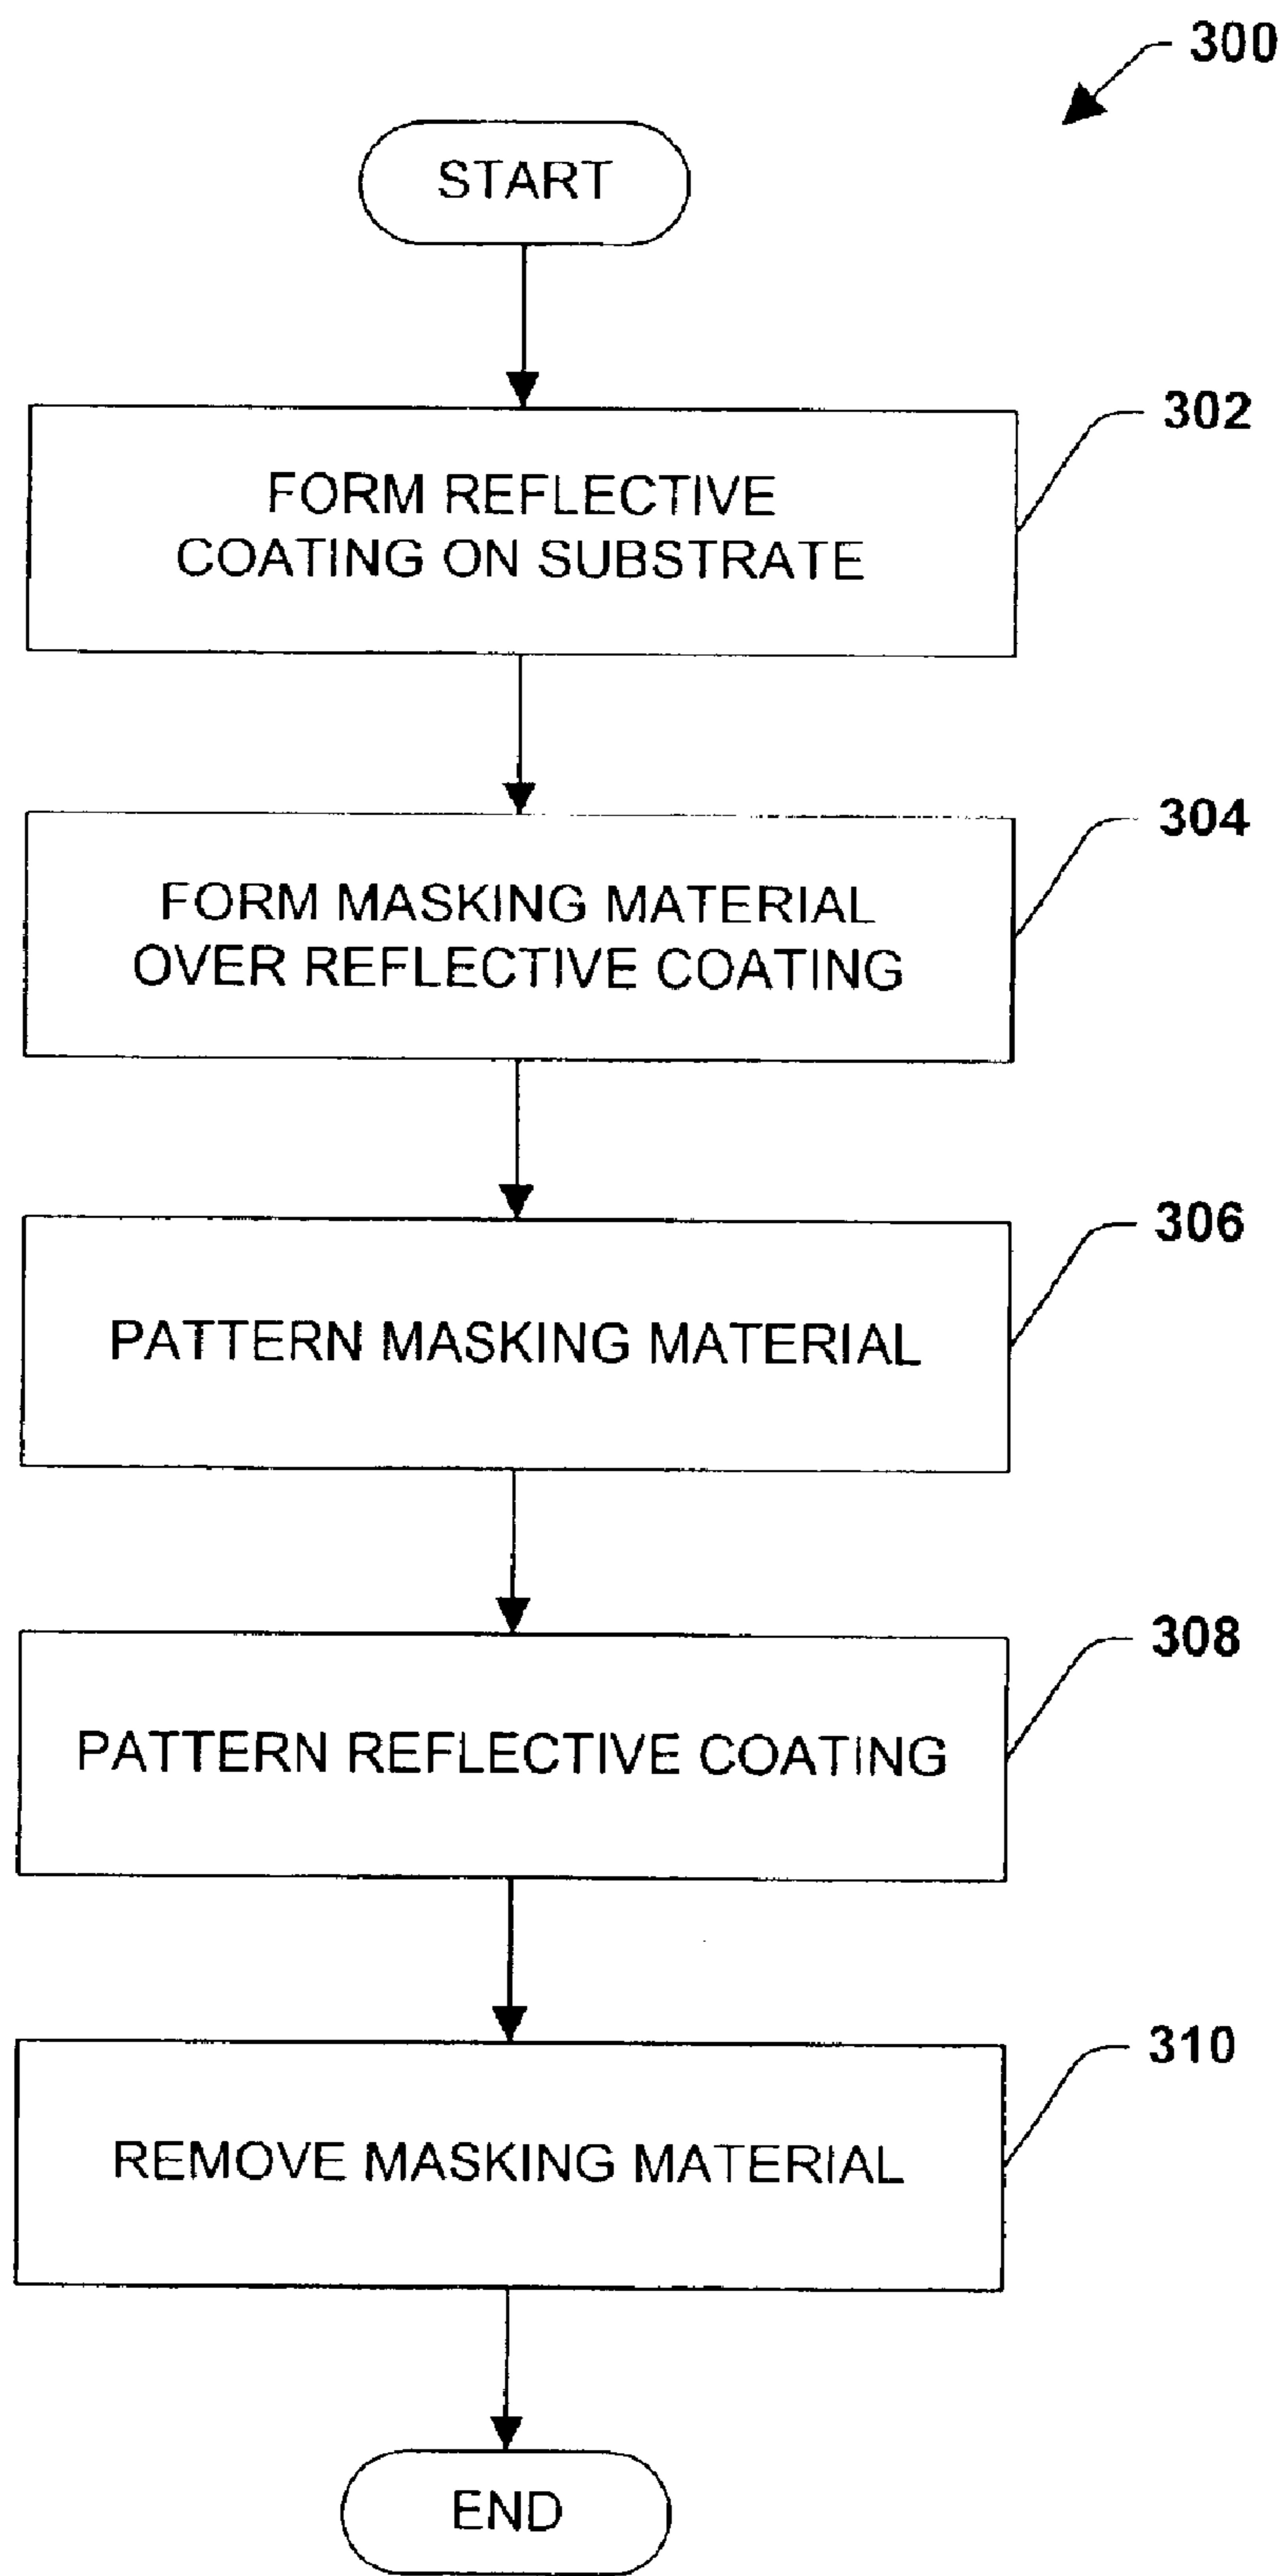 300
START
302
FORM REFLECTIVE
COATING ON SUBSTRATE
304
FORM MASKING MATERIAL
OVER REFLECTIVE COATING
306
PATTERN MASKING MATERIAL
308
PATTERN REFLECTIVE COATING
310
REMOVE MASKING MATERIAL
END